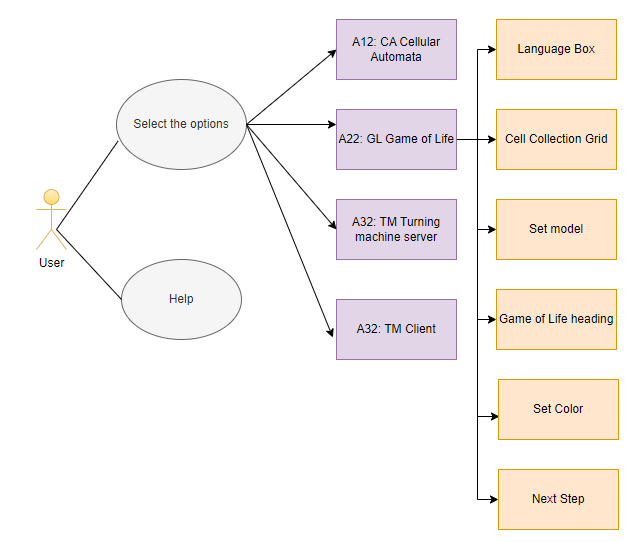 A12: CA Cellular
Automata
Language Box
Select the options
A22: GL Game of Life
Cell Collection Grid
A32: TM Turning
machine server
Set model
User
Help
A32: TM Client
Game of Life heading
Set Color
Next Step